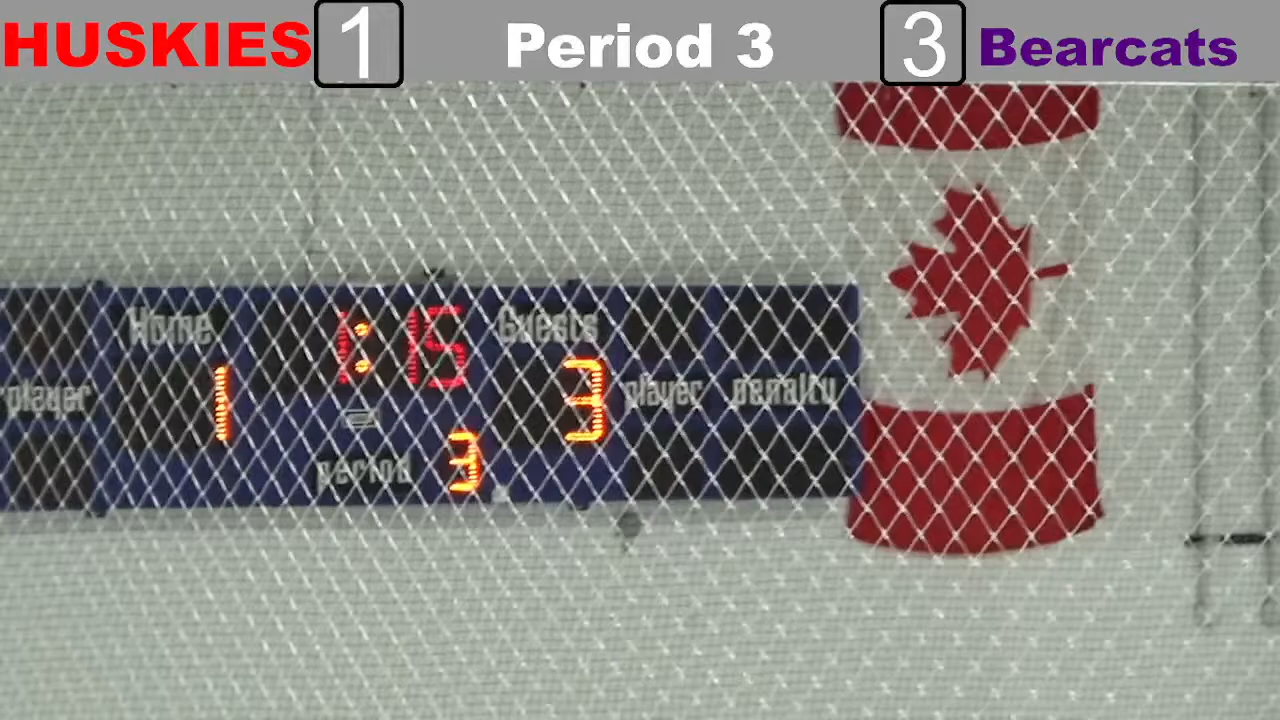 HUSKIES 1 Period 3 3 Bearcats
Home 1:15 Guests
player 1 3 player penalty
period 3